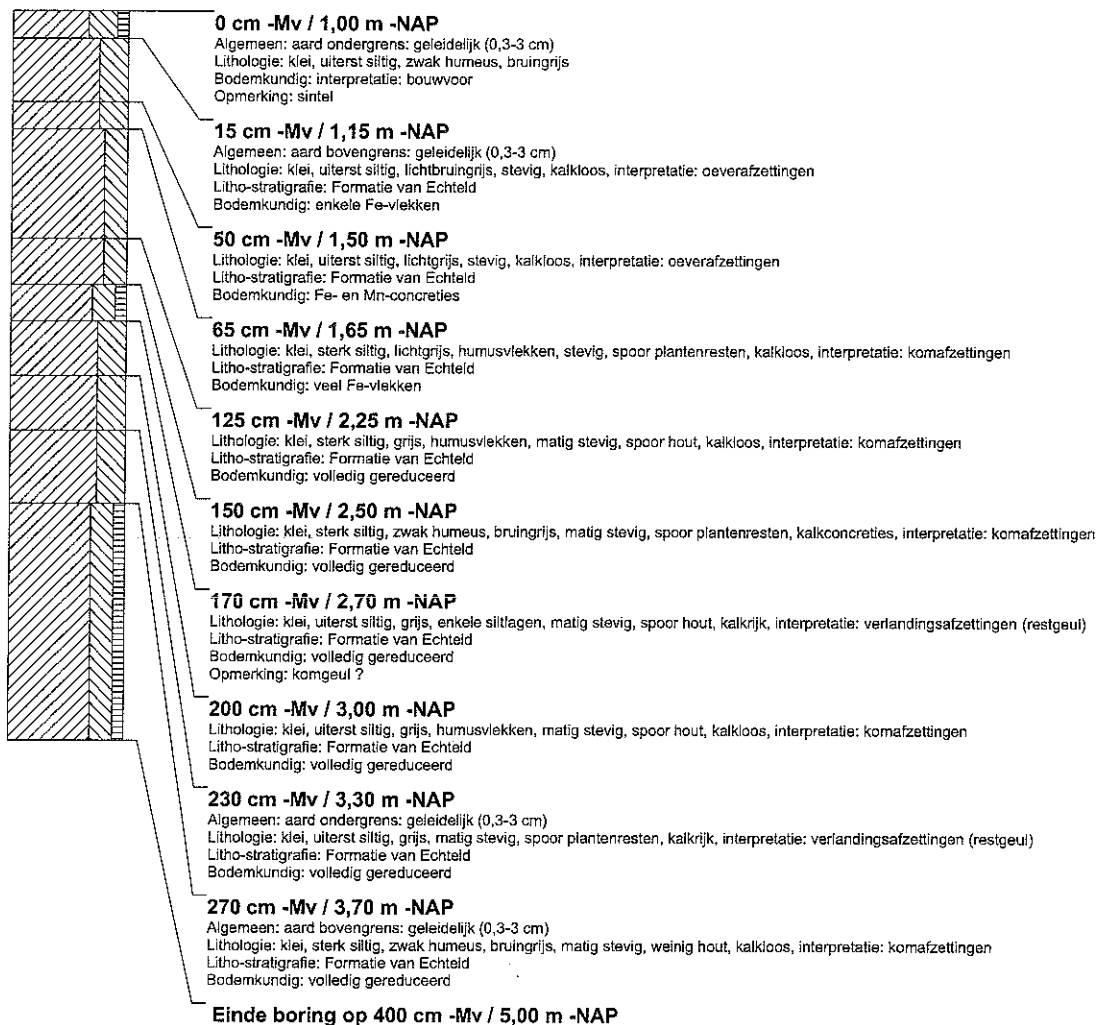 0 cm -Mv / 1,00 m -NAP
Algemeen: aard ondergrens: geleidelijk (0,3-3 cm)
Lithologie: klei, uiterst siltig, zwak humeus, bruingrijs
Bodemkundig: interpretatie: bouwvoor
Opmerking: sintel
15 cm -Mv / 1,15 m -NAP
Algemeen: aard bovengrens: geleidelijk (0,3-3 cm)
Lithologie: klei, uiterst siltig, lichtbruingrijs, stevig, kalkloos, interpretatie: oeverafzettingen
Litho-stratigrafie: Formatie van Echteld
Bodemkundig: enkele Fe-vlekken
50 cm -Mv / 1,50 m -NAP
Lithologie: klei, uiterst siltig, lichtgrijs, stevig, kalkloos, interpretatie: oeverafzettingen
Litho-stratigrafie: Formatie van Echteld
Bodemkundig: Fe- en Mn-concreties
65 cm -Mv / 1,65 m -NAP
Lithologie: klei, sterk siltig, lichtgrijs, humusvlekken, stevig, spoor plantenresten, kalkloos, interpretatie: komafzettingen
Litho-stratigrafie: Formatie van Echteld
Bodemkundig: veel Fe-vlekken
125 cm -Mv / 2,25 m -NAP
Lithologie: klei, sterk siltig, grijs, humusvlekken, matig stevig, spoor hout, kalkloos, interpretatie: komafzettingen
Litho-stratigrafie: Formatie van Echteld
Bodemkundig: volledig gereduceerd
150 cm -Mv / 2,50 m -NAP
Lithologie: klei, sterk siltig, zwak humeus, bruingrijs, matig stevig, spoor plantenresten, kalkconcreties, interpretatie: komafzettingen
Litho-stratigrafie: Formatie van Echteld
Bodemkundig: volledig gereduceerd
170 cm -Mv / 2,70 m -NAP
Lithologie: klei, uiterst siltig, grijs, enkele siltlagen, matig stevig, spoor hout, kalkrijk, interpretatie: verlandingsafzettingen (restgeul)
Litho-stratigrafie: Formatie van Echteld
Bodemkundig: volledig gereduceerd
Opmerking: komgeul ?
200 cm -Mv / 3,00 m -NAP
Lithologie: klei, uiterst siltig, grijs, humusvlekken, matig stevig, spoor hout, kalkloos, interpretatie: komafzettingen
Litho-stratigrafie: Formatie van Echteld
Bodemkundig: volledig gereduceerd
230 cm -Mv / 3,30 m -NAP
Algemeen: aard ondergrens: geleidelijk (0,3-3 cm)
Lithologie: klei, uiterst siltig, grijs, matig stevig, spoor plantenresten, kalkrijk, interpretatie: verlandingsafzettingen (restgeul)
Litho-stratigrafie: Formatie van Echteld
Bodemkundig: volledig gereduceerd
270 cm -Mv / 3,70 m -NAP
Algemeen: aard bovengrens: geleidelijk (0,3-3 cm)
Lithologie: klei, sterk siltig, zwak humeus, bruingrijs, matig stevig, weinig hout, kalkloos, interpretatie: komafzettingen
Litho-stratigrafie: Formatie van Echteld
Bodemkundig: volledig gereduceerd
Einde boring op 400 cm -Mv / 5,00 m -NAP